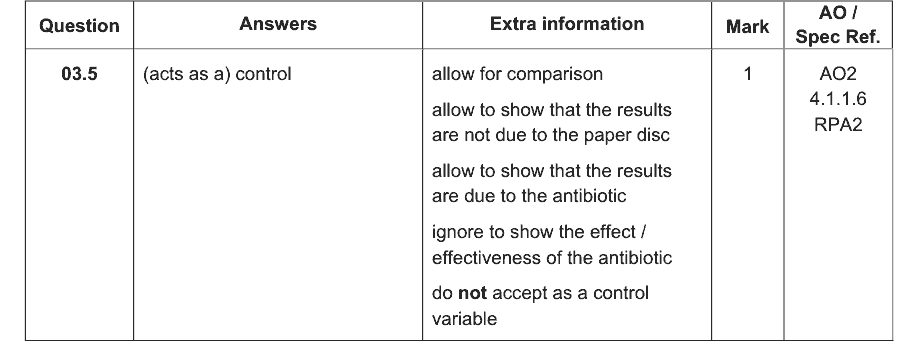 Question Answers Extra information Mark AO /
Spec Ref.
03.5 (acts as a) control allow for comparison 1 AO2
4.1.1.6
RPA2
allow to show that the results
are not due to the paper disc
allow to show that the results
are due to the antibiotic
ignore to show the effect /
effectiveness of the antibiotic
do not accept as a control
variable